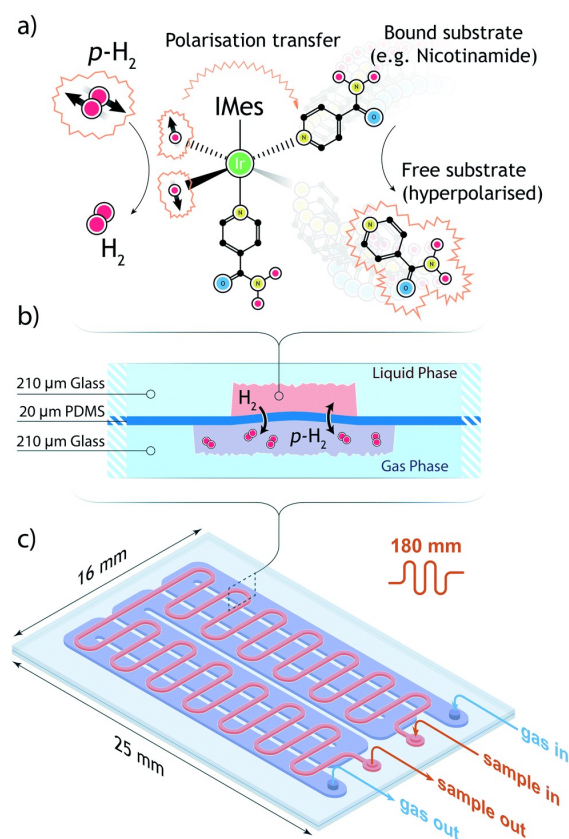 a)
p-H2
Polarisation transfer
Bound substrate
(e.g. Nicotinamide)
IMes
Ir
N
N
O
N
Free substrate
(hyperpolarised)
H2
N
O
N
N
O
N
b)
210 μm Glass
20 μm PDMS
210 μm Glass
Liquid Phase
H2
p-H2
Gas Phase
c)
16 mm
180 mm
25 mm
gas in
sample in
sample out
gas out